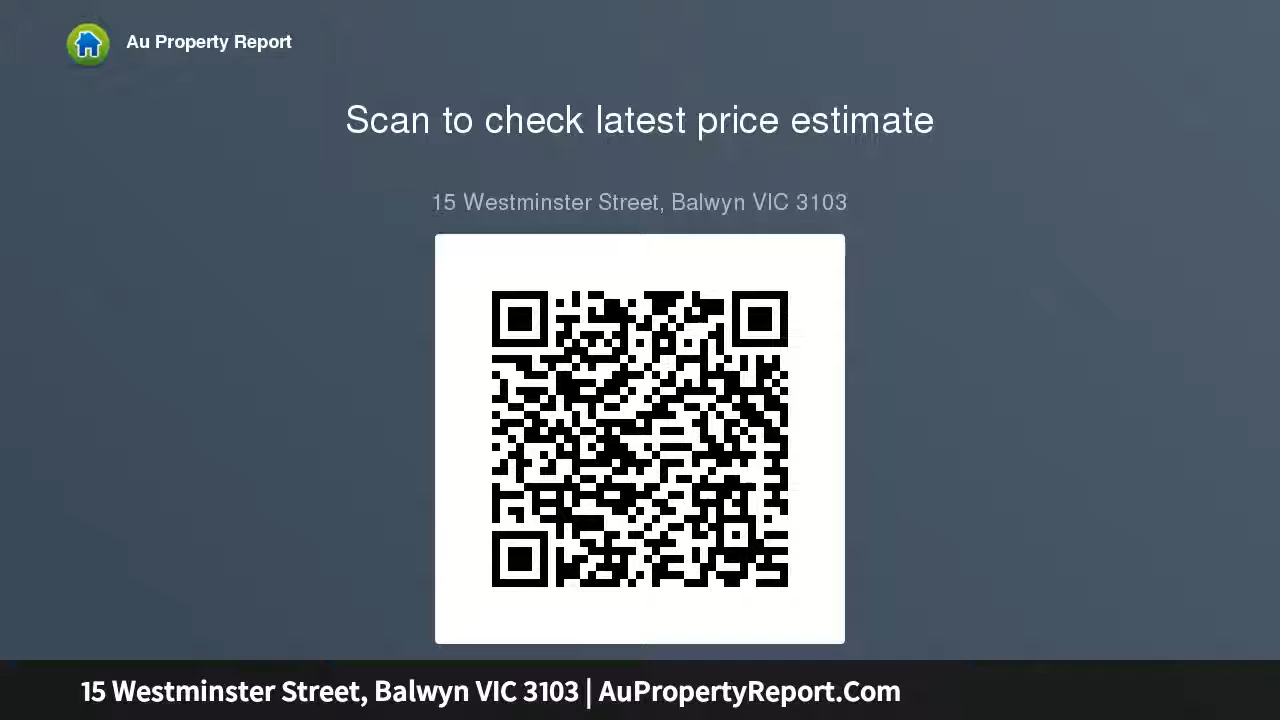 Au Property Report
Scan to check latest price estimate
15 Westminster Street, Balwyn VIC 3103
15 Westminster Street, Balwyn VIC 3103 | AuPropertyReport.Com